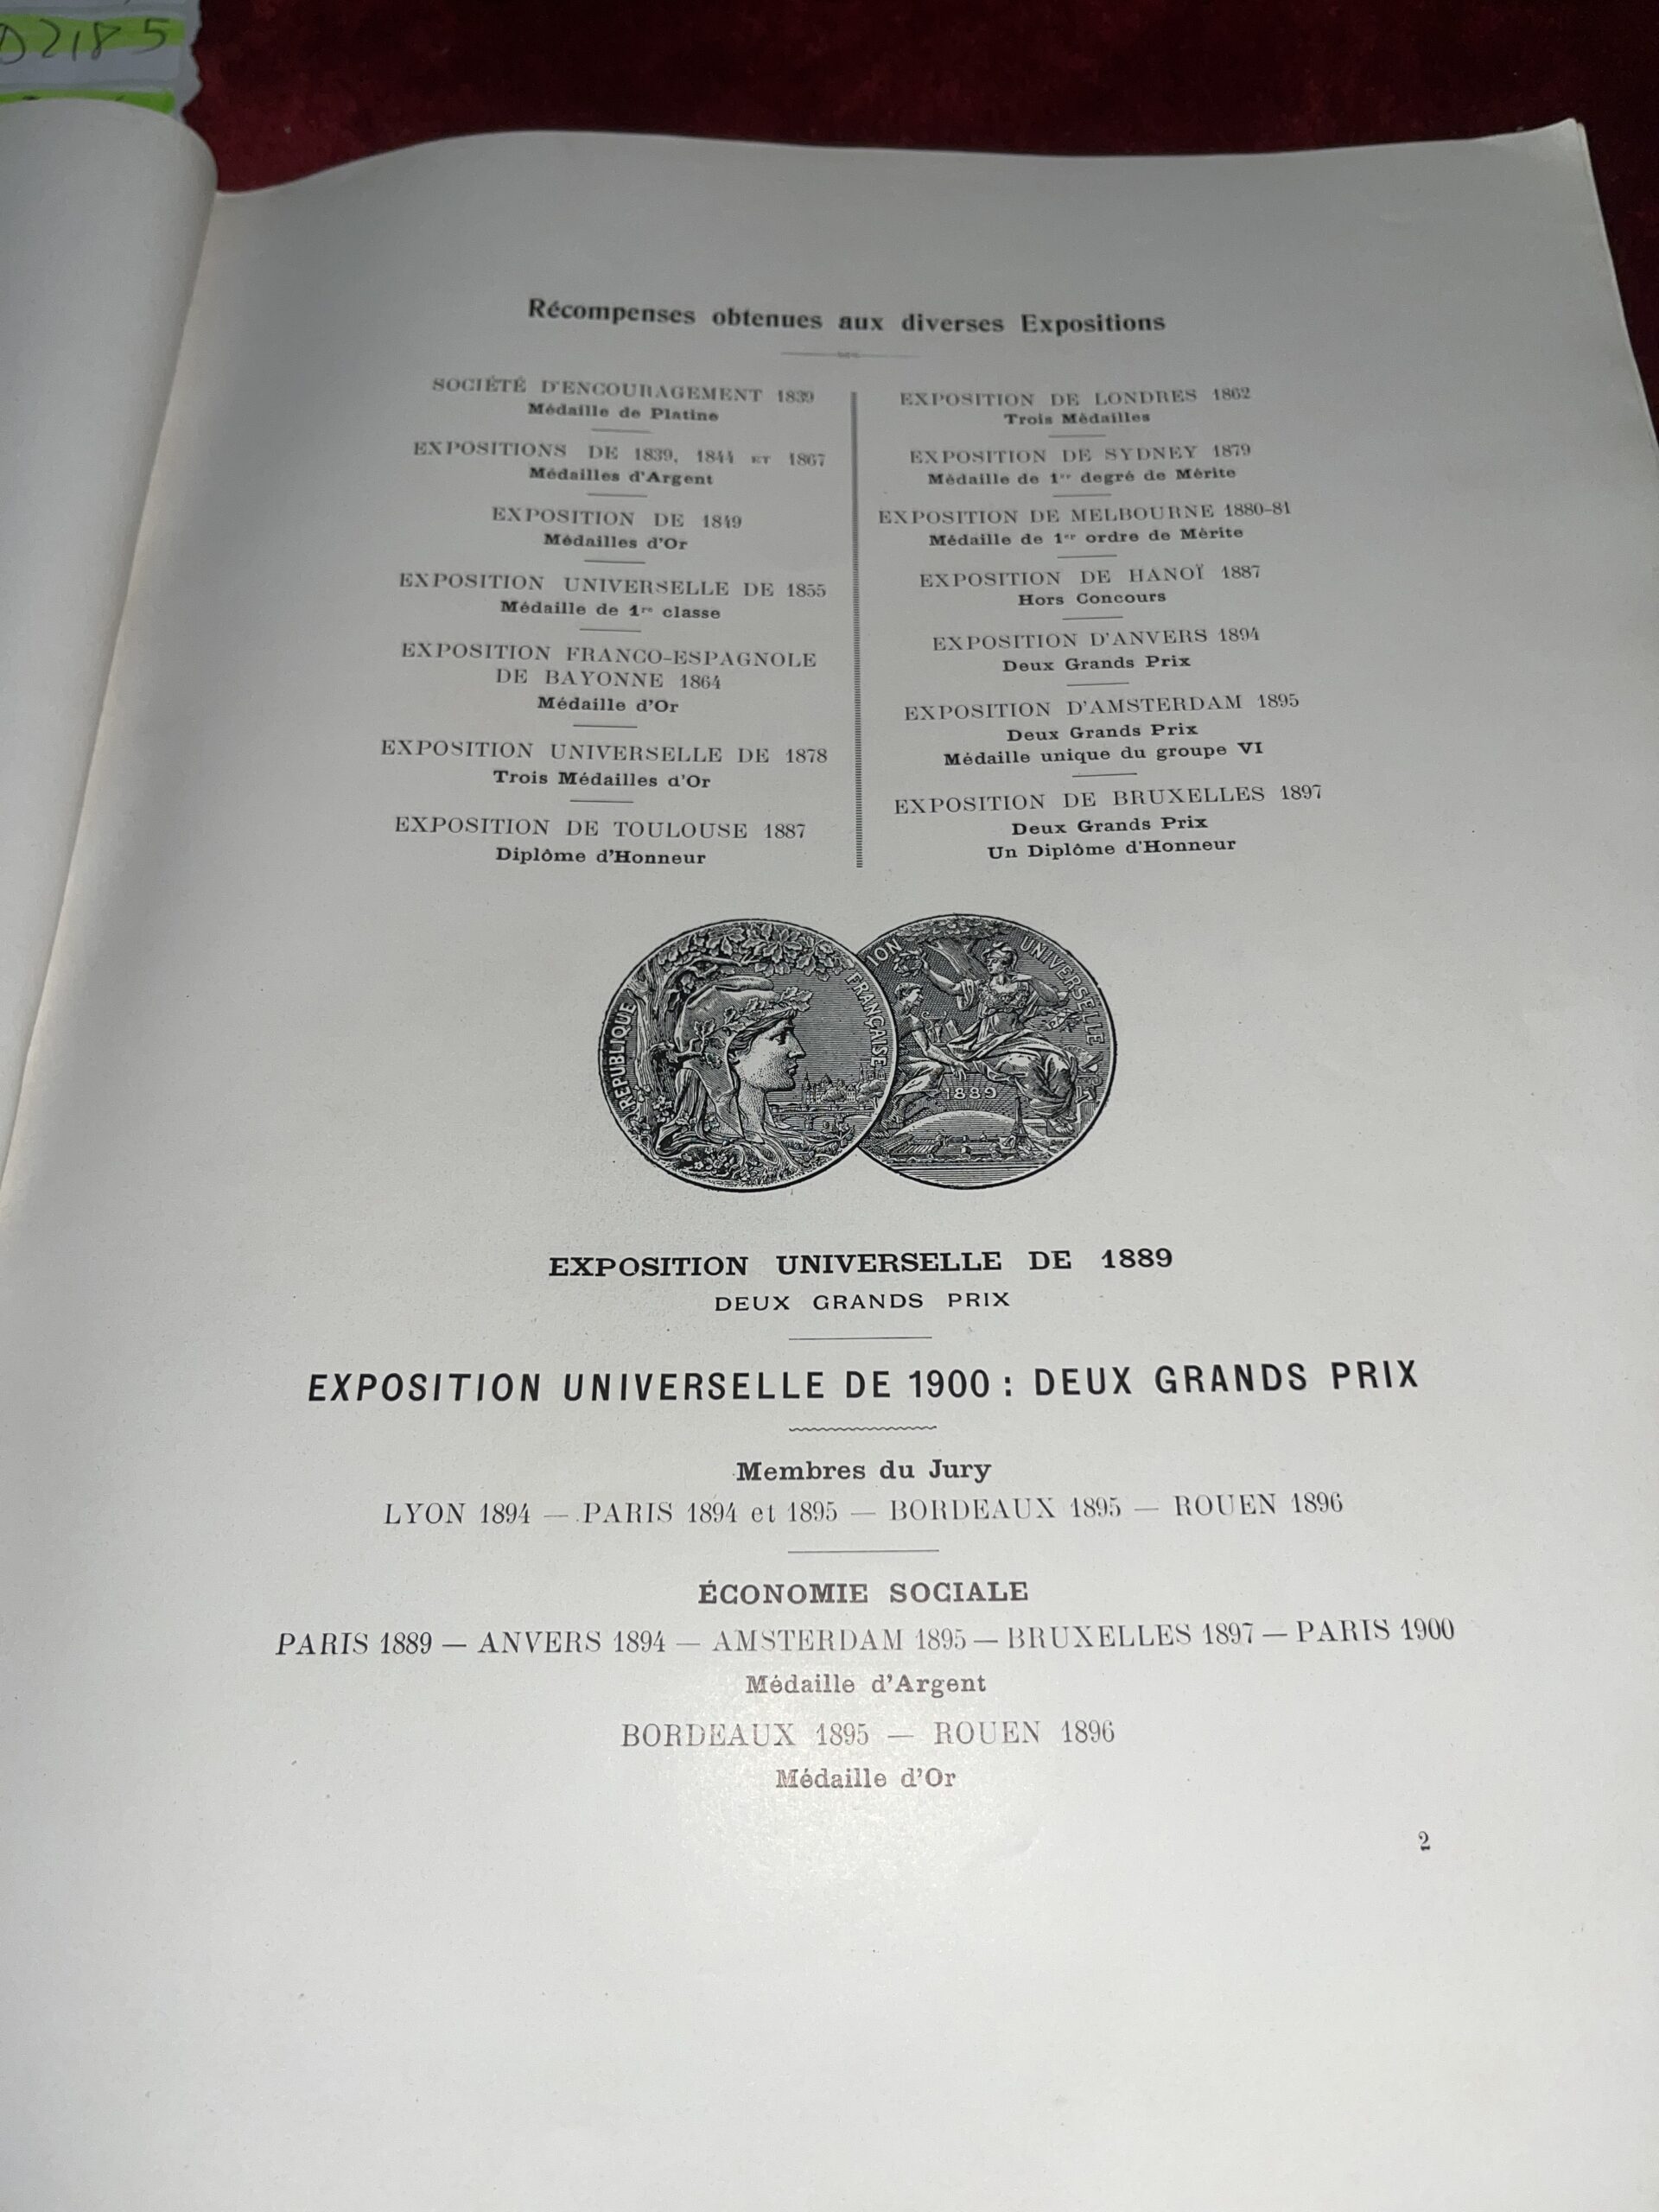 D2185
Récompenses obtenues aux diverses Expositions
SOCIÉTÉ D'ENCOURAGEMENT 1839
Médaille de Platine
EXPOSITIONS DE 1839, 1844 ET 1867
Médailles d'Argent
EXPOSITION DE 1849
Médailles d'Or
EXPOSITION UNIVERSELLE DE 1855
Médaille de 1re classe
EXPOSITION FRANCO-ESPAGNOLE
DE BAYONNE 1864
Médaille d'Or
EXPOSITION UNIVERSELLE DE 1878
Trois Médailles d'Or
EXPOSITION DE TOULOUSE 1887
Diplôme d'Honneur
EXPOSITION DE LONDRES 1862
Trois Médailles
EXPOSITION DE SYDNEY 1879
Médaille de 1er degré de Mérite
EXPOSITION DE MELBOURNE 1880-81
Médaille de 1er ordre de Mérite
EXPOSITION DE HANOÏ 1887
Hors Concours
EXPOSITION D'ANVERS 1894
Deux Grands Prix
EXPOSITION D'AMSTERDAM 1895
Deux Grands Prix
Médaille unique du groupe VI
EXPOSITION DE BRUXELLES 1897
Deux Grands Prix
Un Diplôme d'Honneur
REPUBLIQUE FRANÇAISE
ION UNIVERSELLE
1889
EXPOSITION UNIVERSELLE DE 1889
DEUX GRANDS PRIX
EXPOSITION UNIVERSELLE DE 1900 : DEUX GRANDS PRIX
Membres du Jury
LYON 1894 — PARIS 1894 et 1895 — BORDEAUX 1895 — ROUEN 1896
ÉCONOMIE SOCIALE
PARIS 1889 — ANVERS 1894 — AMSTERDAM 1895 — BRUXELLES 1897 — PARIS 1900
Médaille d'Argent
BORDEAUX 1895 — ROUEN 1896
Médaille d'Or
2